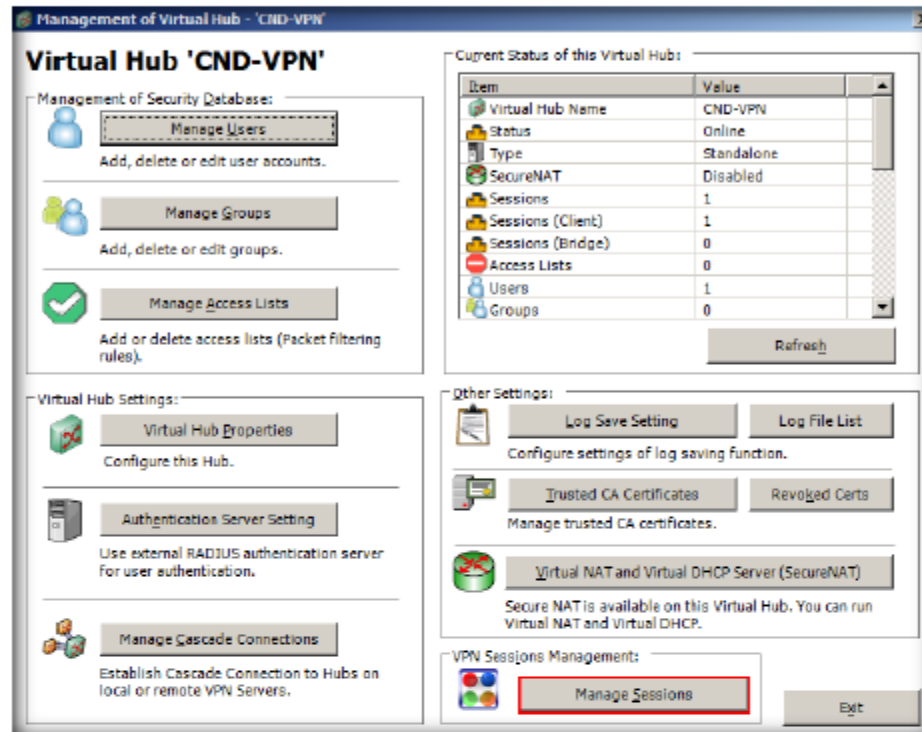 Management of Virtual Hub - 'CND-VPN'
Virtual Hub 'CND-VPN'
Management of Security Database:
Manage Users
Add, delete or edit user accounts.
Manage Groups
Add, delete or edit groups.
Manage Access Lists
Add or delete access lists (Packet filtering
rules).
Current Status of this Virtual Hub:
Item Value
Virtual Hub Name CND-VPN
Status Online
Type Standalone
SecureNAT Disabled
Sessions 1
Sessions (Client) 1
Sessions (Bridge) 0
Access Lists 0
Users 1
Groups 0
Refresh
Virtual Hub Settings:
Virtual Hub Properties
Configure this Hub.
Authentication Server Setting
Use external RADIUS authentication server
for user authentication.
Manage Cascade Connections
Establish Cascade Connection to Hubs on
local or remote VPN Servers.
Other Settings:
Log Save Setting Log File List
Configure settings of log saving function.
Trusted CA Certificates Revoked Certs
Manage trusted CA certificates.
Virtual NAT and Virtual DHCP Server (SecureNAT)
Secure NAT is available on this Virtual Hub. You can run
Virtual NAT and Virtual DHCP.
VPN Sessions Management:
Manage Sessions
Exit